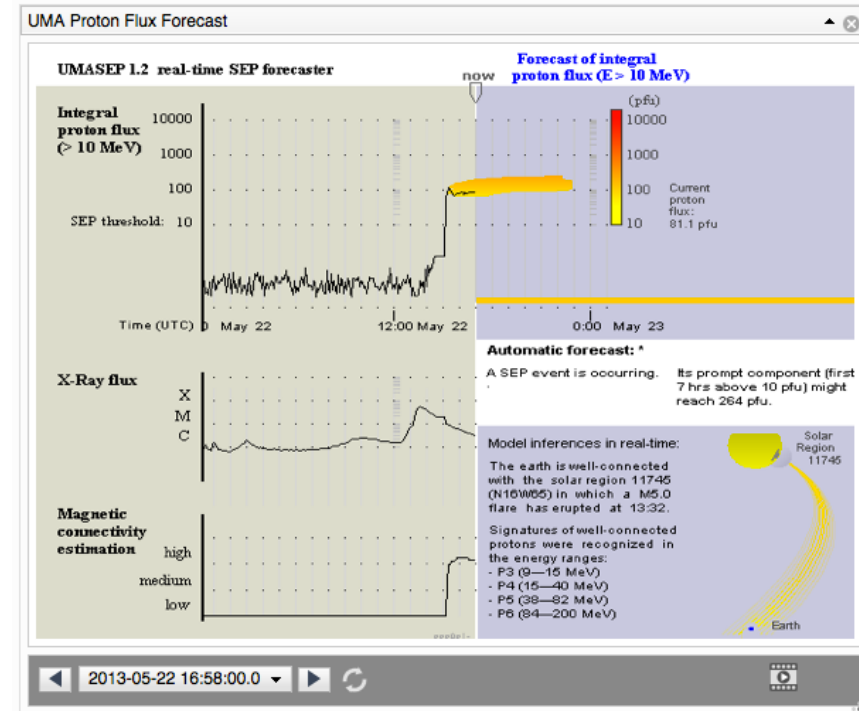 UMA Proton Flux Forecast
UMASEP 1.2 real-time SEP forecaster
now
Forecast of integral
proton flux (E > 10 MeV)
Integral
proton flux
(> 10 MeV)
10000
1000
100
SEP threshold: 10
(pfu)
10000
1000
100
10
Current
proton
flux:
81.1 pfu
Time (UTC) 0 May 22
12:00 May 22
0:00 May 23
Automatic forecast: *
A SEP event is occurring.
Its prompt component (first
7 hrs above 10 pfu) might
reach 264 pfu.
X-Ray flux
X
M
C
Model inferences in real-time:
The earth is well-connected
with the solar region 11745
(N16W65) in which a M5.0
flare has erupted at 13:32.
Signatures of well-connected
protons were recognized in
the energy ranges:
- P3 (9—15 MeV)
- P4 (15—40 MeV)
- P5 (38—82 MeV)
- P6 (84—200 MeV)
Solar
Region
11745
Earth
Magnetic
connectivity
estimation
high
medium
low
2013-05-22 16:58:00.0